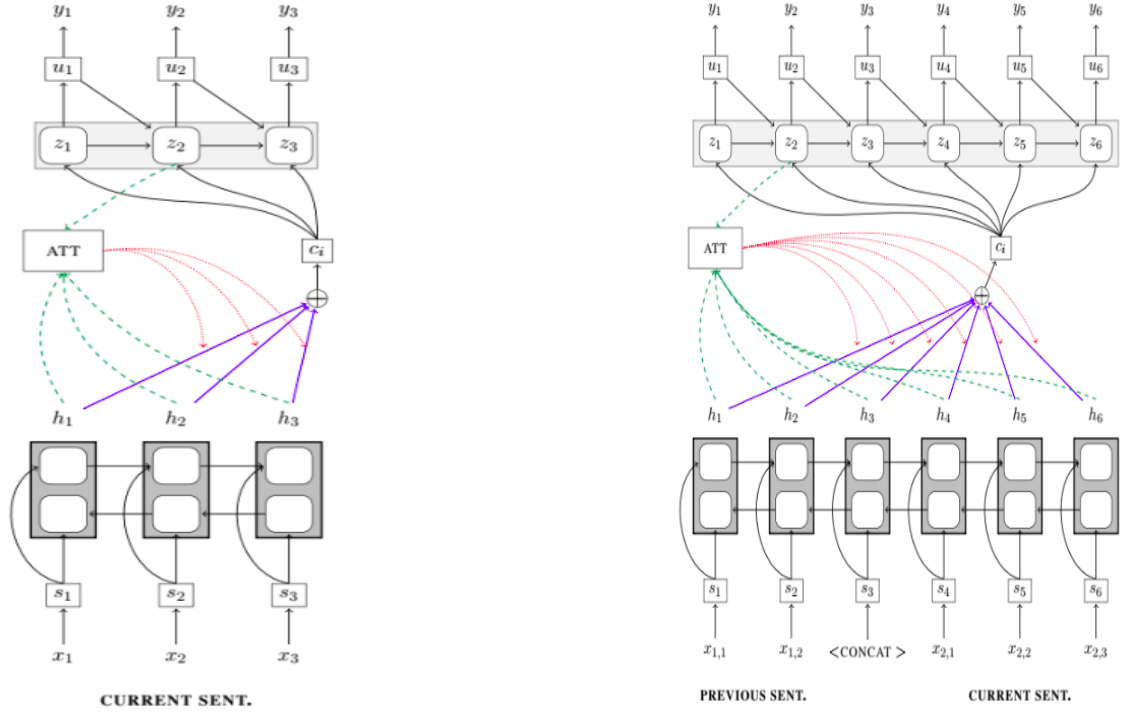 y1 y2 y3
u1 u2 u3
z1 z2 z3
ATT
ci
h1 h2 h3
s1 s2 s3
x1 x2 x3
CURRENT SENT.
y1 y2 y3 y4 y5 y6
u1 u2 u3 u4 u5 u6
z1 z2 z3 z4 z5 z6
ATT
ci
h1 h2 h3 h4 h5 h6
s1 s2 s3 s4 s5 s6
x1,1 x1,2 <CONCAT > x2,1 x2,2 x2,3
PREVIOUS SENT. CURRENT SENT.